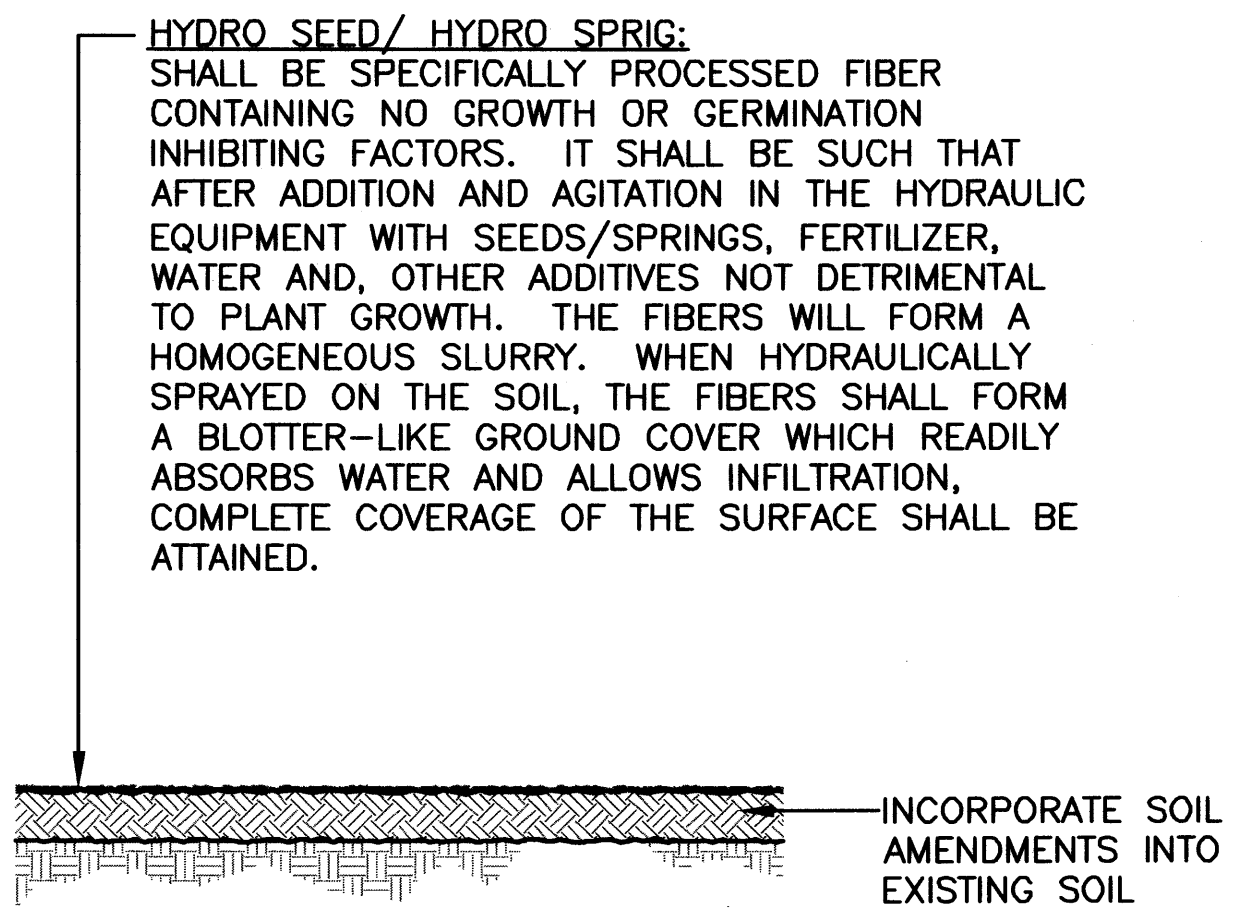 HYDRO SEED/ HYDRO SPRIG:
SHALL BE SPECIFICALLY PROCESSED FIBER
CONTAINING NO GROWTH OR GERMINATION
INHIBITING FACTORS. IT SHALL BE SUCH THAT
AFTER ADDITION AND AGITATION IN THE HYDRAULIC
EQUIPMENT WITH SEEDS/SPRINGS, FERTILIZER,
WATER AND, OTHER ADDITIVES NOT DETRIMENTAL
TO PLANT GROWTH. THE FIBERS WILL FORM A
HOMOGENEOUS SLURRY. WHEN HYDRAULICALLY
SPRAYED ON THE SOIL, THE FIBERS SHALL FORM
A BLOTTER-LIKE GROUND COVER WHICH READILY
ABSORBS WATER AND ALLOWS INFILTRATION,
COMPLETE COVERAGE OF THE SURFACE SHALL BE
ATTAINED.
INCORPORATE SOIL
AMENDMENTS INTO
EXISTING SOIL